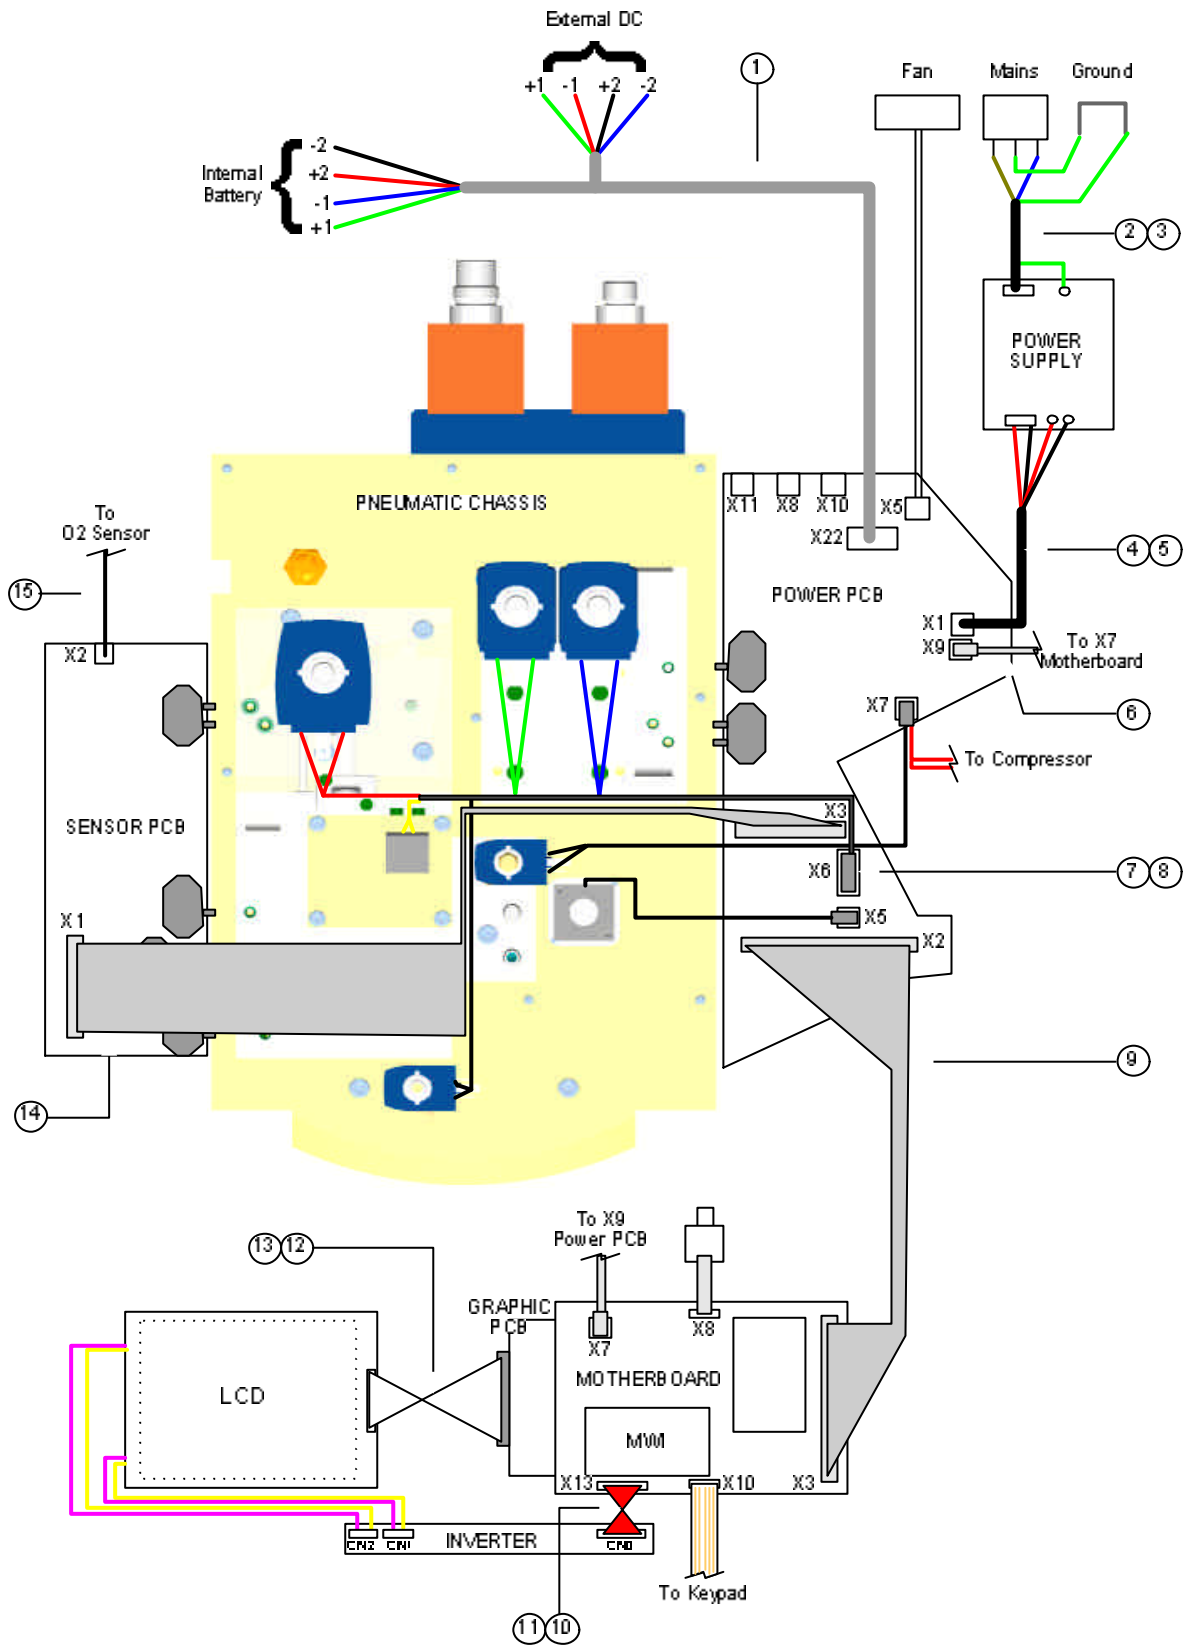 External DC
+1 -1 +2 -2
1
Fan
Mains
Ground
Internal
Battery
-2
+2
-1
+1
2 3
POWER
SUPPLY
PNEUMATIC CHASSIS
X11 X8 X10 X5
X22
To
O2 Sensor
4 5
15
POWER PCB
X1
X9
To X7
Motherboard
X2
X7
6
To Compressor
SENSOR PCB
X3
X6
7 8
X1
X5
X2
9
14
To X9
Power PCB
13 12
GRAPHIC
PCB
X7
X8
LCD
MOTHERBOARD
MWI
X13
X10
X3
CN2 CN1
INVERTER
CN0
To Keypad
11 10